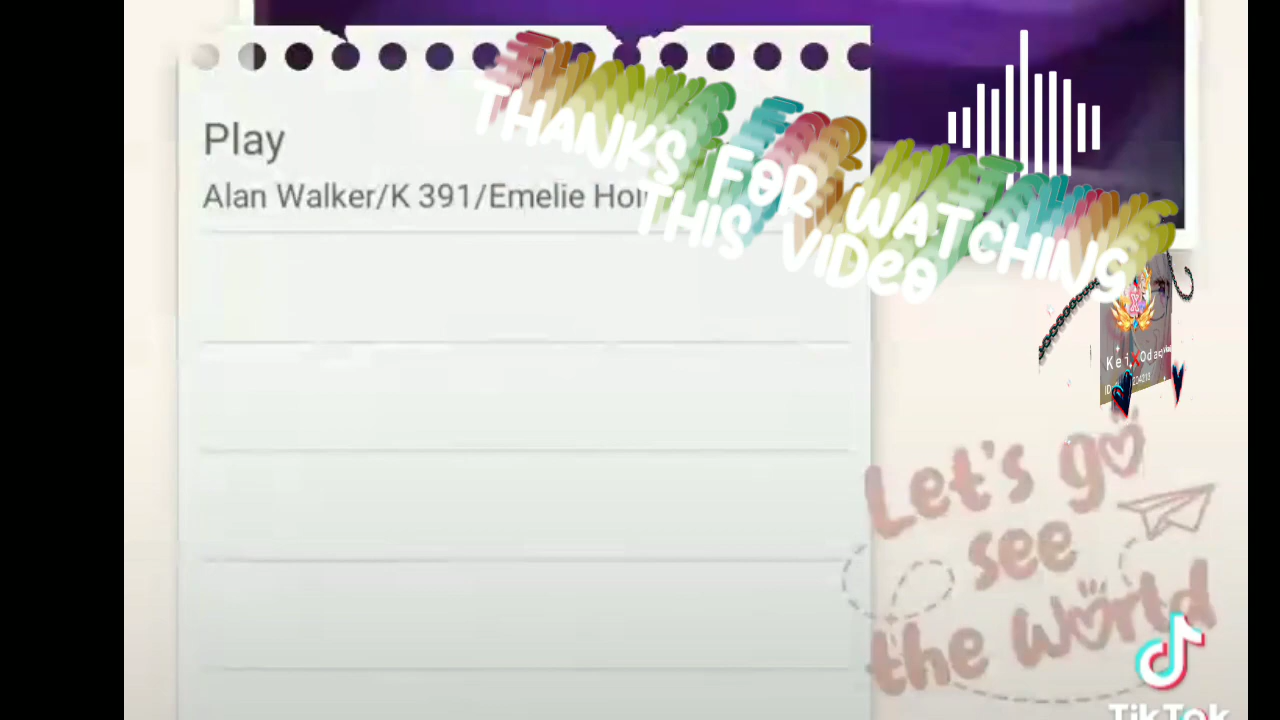 Play
Alan Walker/K 391/Emelie Hol
THANKS FOR WATCHING
THIS VIDEO
Let's go
see
the World
TikTok